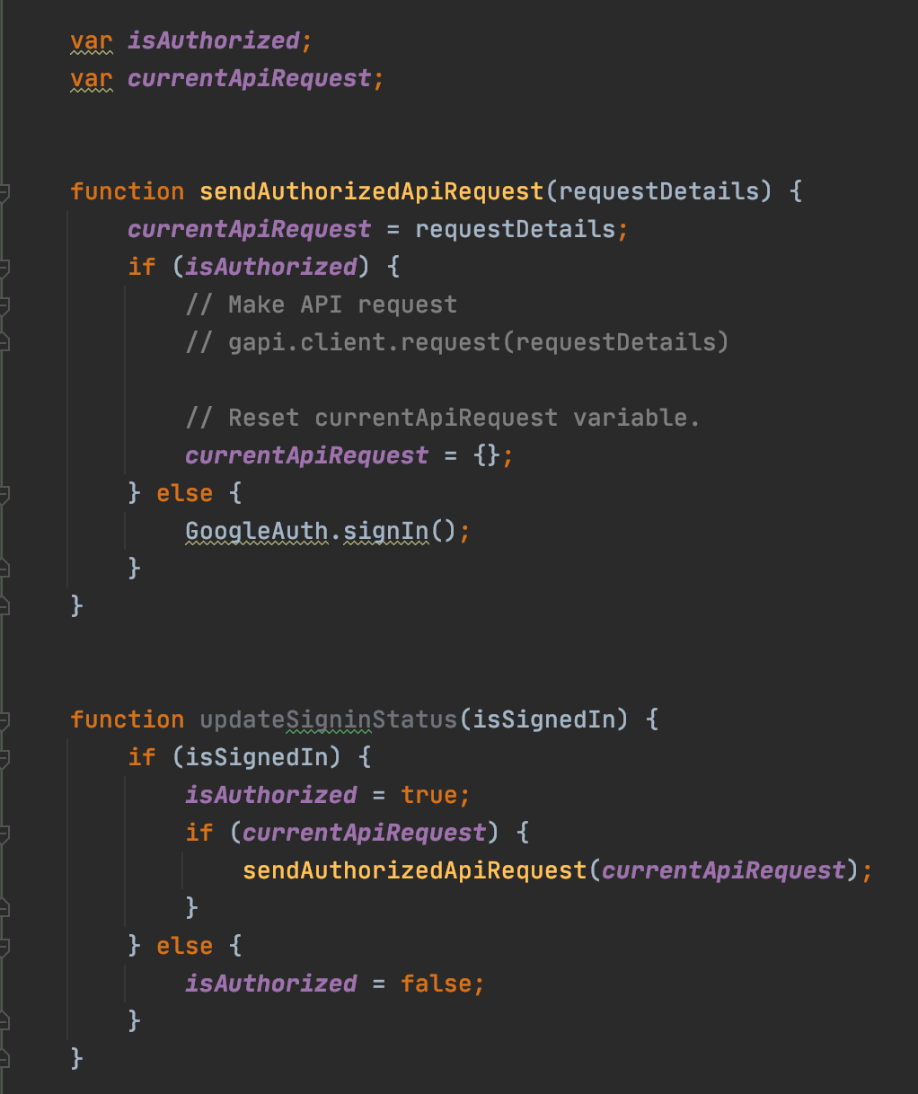 var isAuthorized;
var currentApiRequest;
function sendAuthorizedApiRequest(requestDetails) {
    currentApiRequest = requestDetails;
    if (isAuthorized) {
        // Make API request
        // gapi.client.request(requestDetails)
        // Reset currentApiRequest variable.
        currentApiRequest = {};
    } else {
        GoogleAuth.signIn();
    }
}
function updateSigninStatus(isSignedIn) {
    if (isSignedIn) {
        isAuthorized = true;
        if (currentApiRequest) {
            sendAuthorizedApiRequest(currentApiRequest);
        }
    } else {
        isAuthorized = false;
    }
}